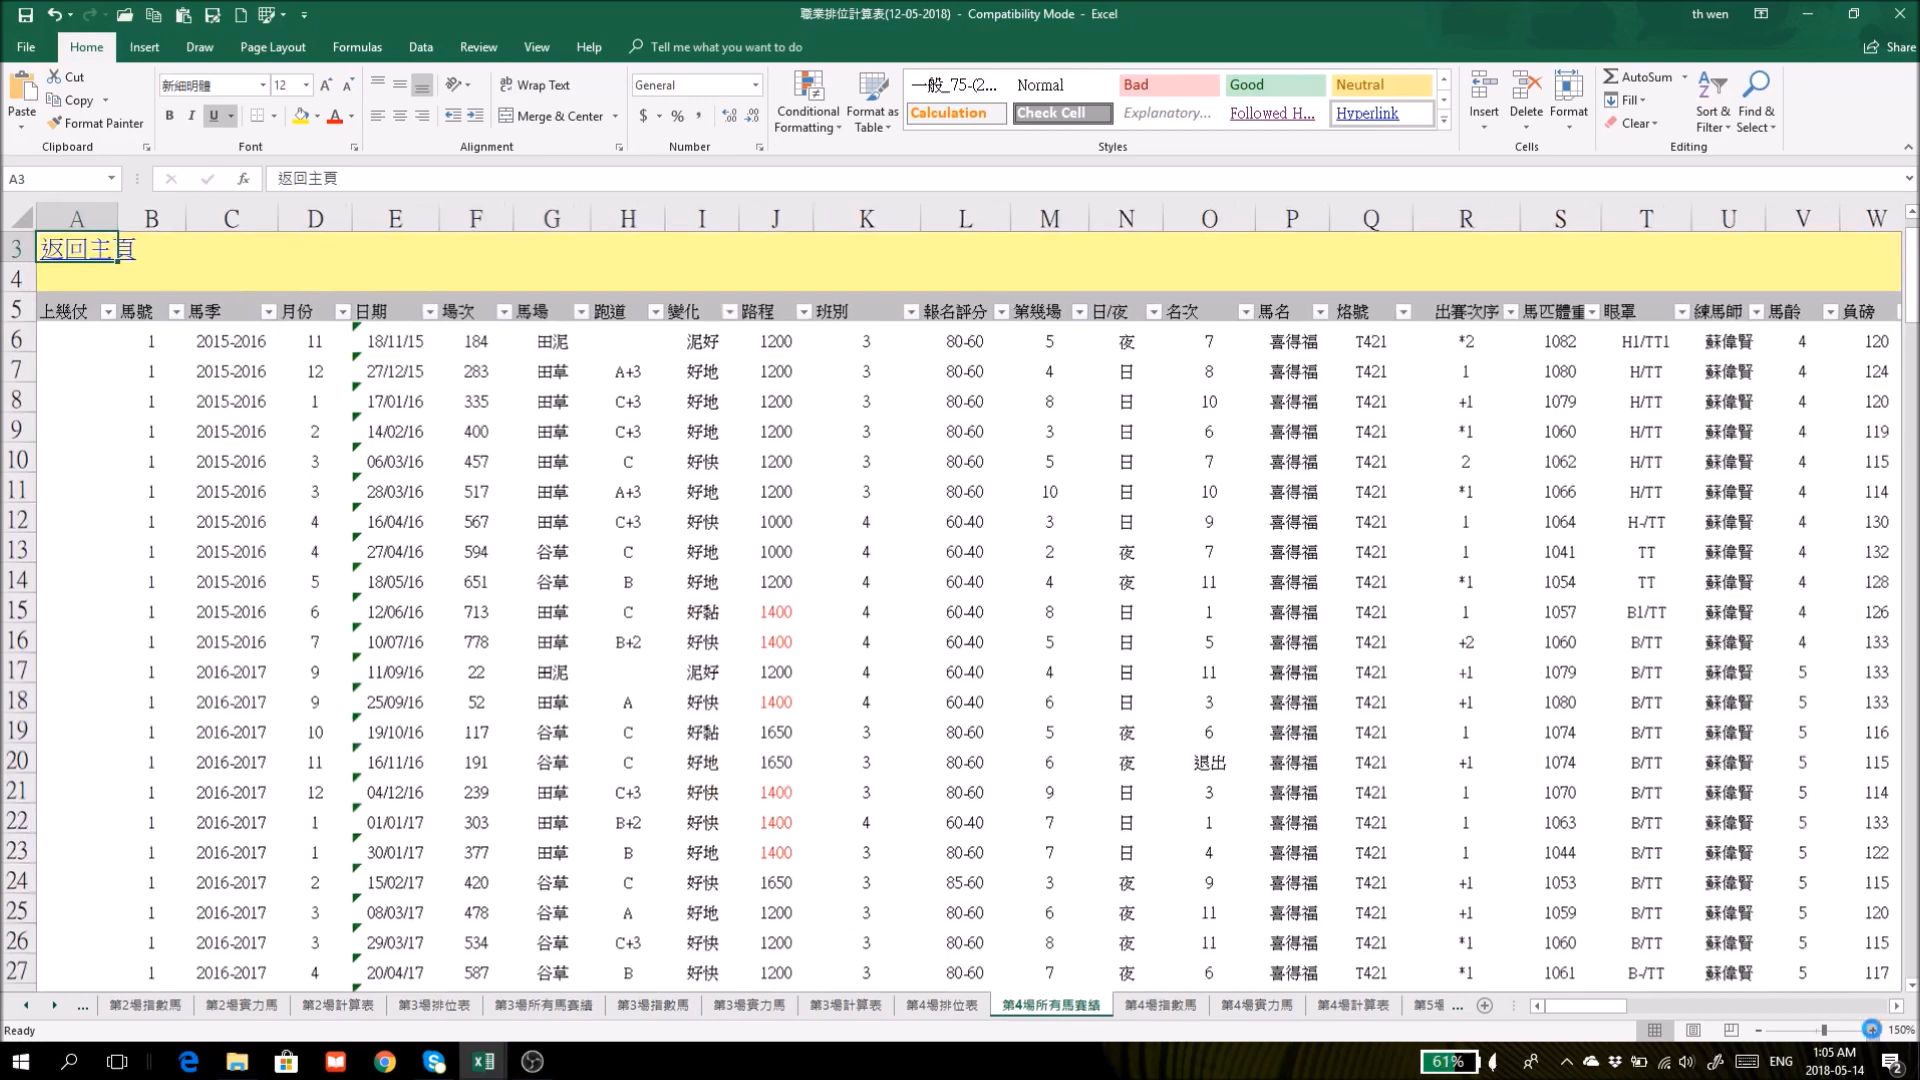 職業排位計算表(12-05-2018) - Compatibility Mode - Excel
th wen
File Home Insert Draw Page Layout Formulas Data Review View Help Tell me what you want to do Share
Paste Cut Copy Format Painter Clipboard
新細明體 12 B I U Font
Wrap Text Merge & Center Alignment
General $ % Number
Conditional Formatting Format as Table
一般_75-(2... Normal Bad Good Neutral
Calculation Check Cell Explanatory... Followed H... Hyperlink
Styles
Insert Delete Format Cells
AutoSum Fill Clear Sort & Filter Find & Select Editing
A3 fx 返回主頁
A B C D E F G H I J K L M N O P Q R S T U V W
3 返回主頁
4
5 上幾仗 馬號 馬季 月份 日期 場次 馬場 跑道 變化 路程 班別 報名評分 第幾場 日/夜 名次 馬名 烙號 出賽次序 馬匹體重 眼罩 練馬師 馬齡 負磅
6 1 2015-2016 11 18/11/15 184 田泥 泥好 1200 3 80-60 5 夜 7 喜得福 T421 *2 1082 H1/TT1 蘇偉賢 4 120
7 1 2015-2016 12 27/12/15 283 田草 A+3 好地 1200 3 80-60 4 日 8 喜得福 T421 1 1080 H/TT 蘇偉賢 4 124
8 1 2015-2016 1 17/01/16 335 田草 C+3 好地 1200 3 80-60 8 日 10 喜得福 T421 +1 1079 H/TT 蘇偉賢 4 120
9 1 2015-2016 2 14/02/16 400 田草 C+3 好地 1200 3 80-60 3 日 6 喜得福 T421 *1 1060 H/TT 蘇偉賢 4 119
10 1 2015-2016 3 06/03/16 457 田草 C 好快 1200 3 80-60 5 日 7 喜得福 T421 2 1062 H/TT 蘇偉賢 4 115
11 1 2015-2016 3 28/03/16 517 田草 A+3 好地 1200 3 80-60 10 日 10 喜得福 T421 *1 1066 H/TT 蘇偉賢 4 114
12 1 2015-2016 4 16/04/16 567 田草 C+3 好快 1000 4 60-40 3 日 9 喜得福 T421 1 1064 H-/TT 蘇偉賢 4 130
13 1 2015-2016 4 27/04/16 594 谷草 C 好地 1000 4 60-40 2 夜 7 喜得福 T421 1 1041 TT 蘇偉賢 4 132
14 1 2015-2016 5 18/05/16 651 谷草 B 好地 1200 4 60-40 4 夜 11 喜得福 T421 *1 1054 TT 蘇偉賢 4 128
15 1 2015-2016 6 12/06/16 713 田草 C 好黏 1400 4 60-40 8 日 1 喜得福 T421 1 1057 B1/TT 蘇偉賢 4 126
16 1 2015-2016 7 10/07/16 778 田草 B+2 好快 1400 4 60-40 5 日 5 喜得福 T421 +2 1060 B/TT 蘇偉賢 4 133
17 1 2016-2017 9 11/09/16 22 田泥 泥好 1200 4 60-40 4 日 11 喜得福 T421 +1 1079 B/TT 蘇偉賢 5 133
18 1 2016-2017 9 25/09/16 52 田草 A 好快 1400 4 60-40 6 日 3 喜得福 T421 +1 1080 B/TT 蘇偉賢 5 133
19 1 2016-2017 10 19/10/16 117 谷草 C 好黏 1650 3 80-60 5 夜 6 喜得福 T421 1 1074 B/TT 蘇偉賢 5 116
20 1 2016-2017 11 16/11/16 191 谷草 C 好地 1650 3 80-60 6 夜 退出 喜得福 T421 +1 1074 B/TT 蘇偉賢 5 115
21 1 2016-2017 12 04/12/16 239 田草 C+3 好快 1400 3 80-60 9 日 3 喜得福 T421 1 1070 B/TT 蘇偉賢 5 114
22 1 2016-2017 1 01/01/17 303 田草 B+2 好快 1400 4 60-40 7 日 1 喜得福 T421 1 1063 B/TT 蘇偉賢 5 133
23 1 2016-2017 1 30/01/17 377 田草 B 好地 1400 3 80-60 7 日 4 喜得福 T421 1 1044 B/TT 蘇偉賢 5 122
24 1 2016-2017 2 15/02/17 420 谷草 C 好快 1650 3 85-60 3 夜 9 喜得福 T421 +1 1053 B/TT 蘇偉賢 5 115
25 1 2016-2017 3 08/03/17 478 谷草 A 好地 1200 3 80-60 6 夜 11 喜得福 T421 +1 1059 B/TT 蘇偉賢 5 120
26 1 2016-2017 3 29/03/17 534 谷草 C+3 好快 1200 3 80-60 8 夜 11 喜得福 T421 *1 1060 B/TT 蘇偉賢 5 115
27 1 2016-2017 4 20/04/17 587 谷草 B 好快 1200 3 80-60 7 夜 6 喜得福 T421 *1 1061 B-/TT 蘇偉賢 5 117
... 第2場指數馬 第2場實力馬 第2場計算表 第3場排位表 第3場所有馬賽績 第3場指數馬 第3場實力馬 第3場計算表 第4場排位表 第4場所有馬賽績 第4場指數馬 第4場實力馬 第4場計算表 第5場 ...
Ready 150%
61% ENG 1:05 AM
2018-05-14 2